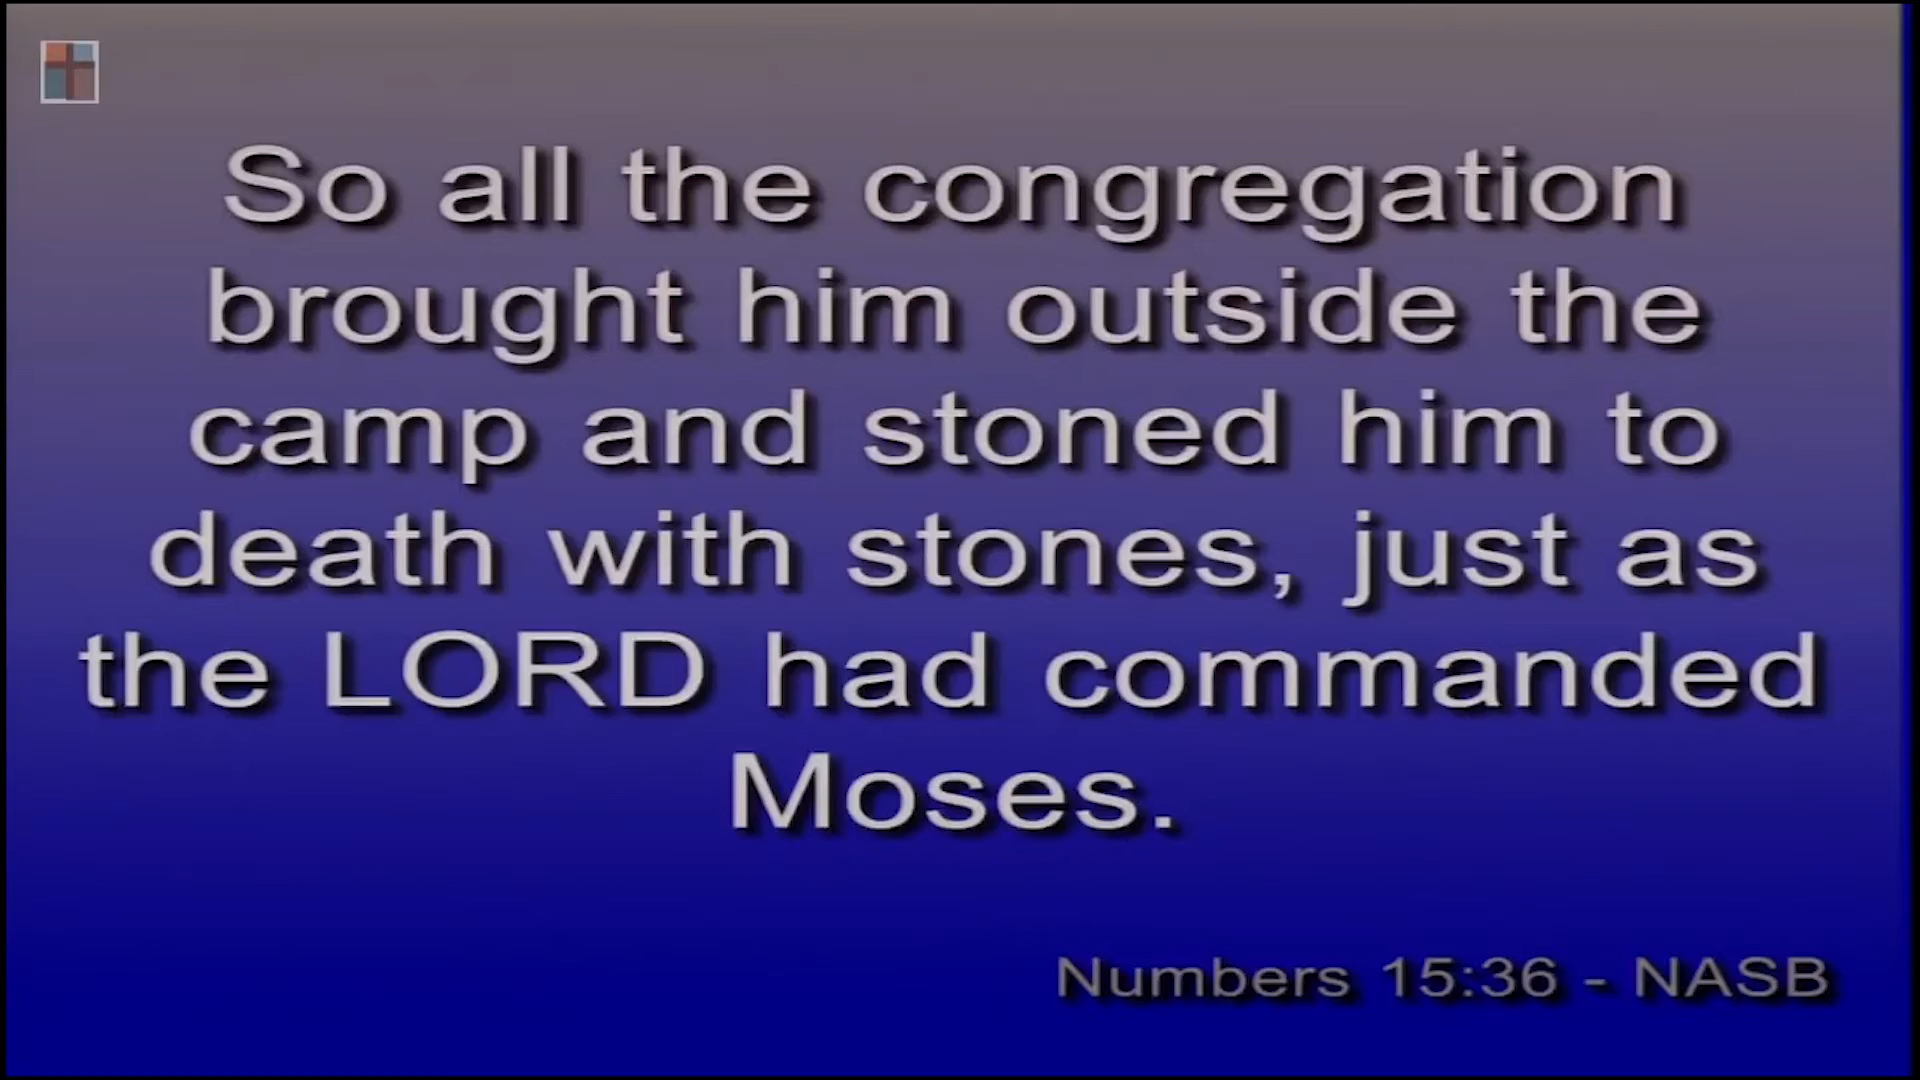 So all the congregation
brought him outside the
camp and stoned him to
death with stones, just as
the LORD had commanded
Moses.
Numbers 15:36 - NASB